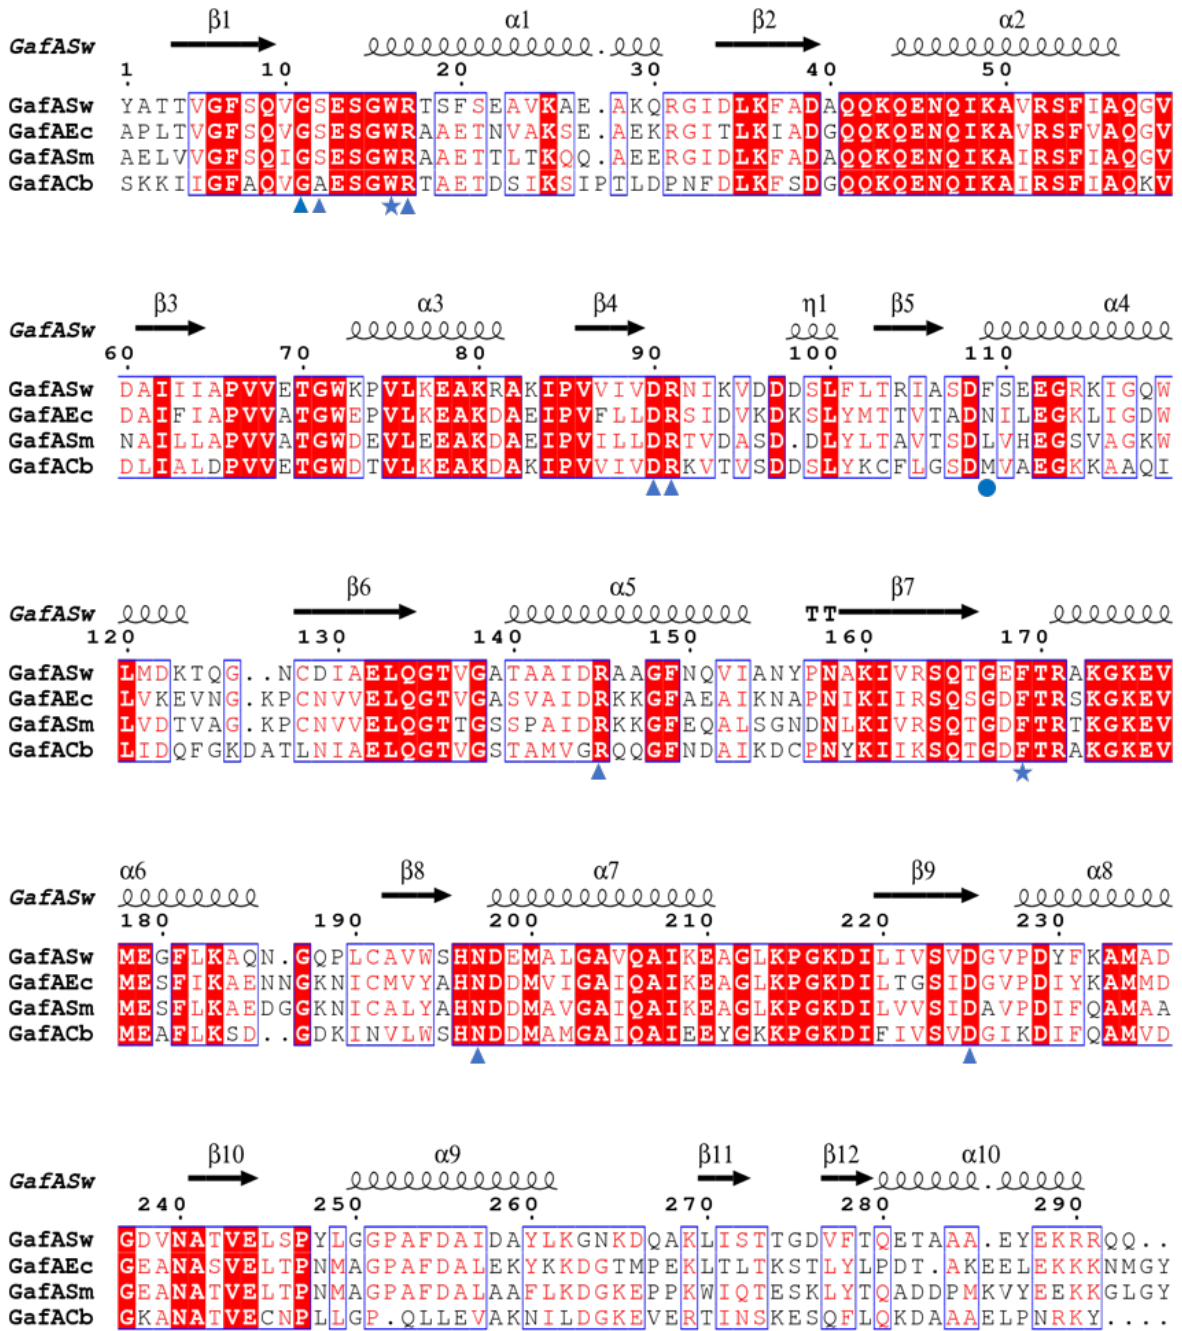 β1 α1 β2 α2
GafASw
1 10 20 30 40 50
GafASw YATTVGFSQVGSESGWRTSFSEAVKAE.AKQRGIDLKFADAQQKQENQIKAVRSFIAQGV
GafAEc APLTVGFSQVGSESGWRAAETNVAKSE.AEKRGITLKIADGQQKQENQIKAVRSFVAQGV
GafASm AELVVGFSQIGSESGWRAAETTLTKQQ.AEERGIDLKFADAQQKQENQIKAIRSFIAQGV
GafACb SKKIIGFAQVGAESGWRTAETDSIKSIPTLDPNFDLKFSDGQQKQENQIKAIRSFIAQKV
β3 α3 β4 η1 β5 α4
GafASw
60 70 80 90 100 110
GafASw DAIIIAPVVETGWKPVLKEAKRAKIPVVIVDRNIKVDDDSLFLTRIASDFSEEGRKIGQW
GafAEc DAIFIAPVVATGWEPVLKEAKDAEIPVFLLDRSIDVKDKSLYMTTVTADNILEGKLIGDW
GafASm NAILLAPVVATGWDEVLEEAKDAEIPVILLDRTVDASD.DLYLTAVTSDLVHEGSVAGKW
GafACb DLIALDPVVETGWDTVLKEAKDAKIPVVIVDRKVTVSDDSLYKCFLGSDMVAEGKKAAQI
β6 α5 β7
GafASw TT
120 130 140 150 160 170
GafASw LMDKTQG..NCDIAELQGTVGATAAIDRAAGFNQVIANYPNAKIVRSQTGEFTRAKGKEV
GafAEc LVKEVNG.KPCNVVELQGTVGASVAIDRKKGFAEAIKNAPNIKIIRSQSGDFTRSKGKEV
GafASm LVDTVAG.KPCNVVELQGTTGSSPAIDRKKGFEQALSGNDNLKIVRSQTGDFTRTKGKEV
GafACb LIDQFGKDATLNIAELQGTVGSTAMVGRQQGFNDAIKDCPNYKIIKSQTGDFTRAKGKEV
α6 β8 α7 β9 α8
GafASw
180 190 200 210 220 230
GafASw MEGFLKAQN.GQPLCAVWSHNDEMALGAVQAIKEAGLKPGKDILIVSVDGVPDYFKAMAD
GafAEc MESFIKAENNGKNICMVYAHNDDMVIGAIQAIKEAGLKPGKDILTGSIDGVPDIYKAMMD
GafASm MESFLKAEDGGKNICALYAHNDDMAVGAIQAIKEAGLKPGKDILVVSIDAVPDIFQAMAA
GafACb MEAFLKSD..GDKINVLWSHNDDMAMGAIQAIEEYGKKPGKDIFIVSVDGIKDIFQAMVD
β10 α9 β11 β12 α10
GafASw
240 250 260 270 280 290
GafASw GDVNATVELSPYLGGPAFDAIDAYLKGNKDQAKLISTTGDVFTQETAAA.EYEKRRQQ..
GafAEc GEANASVELTPNMAGPAFDALEKYKKDGTMPEKLTLTKSTLYLPDT.AKEELEKKKNMGY
GafASm GEANATVELTPNMAGPAFDALAAFLKDGKEPPKWIQTESKLYTQADDPMKVYEEKKGLGY
GafACb GKANATVECNPLLGP.QLLEVAKNILDGKEVERTINSKESQFLQKDAAAELPNRKY....